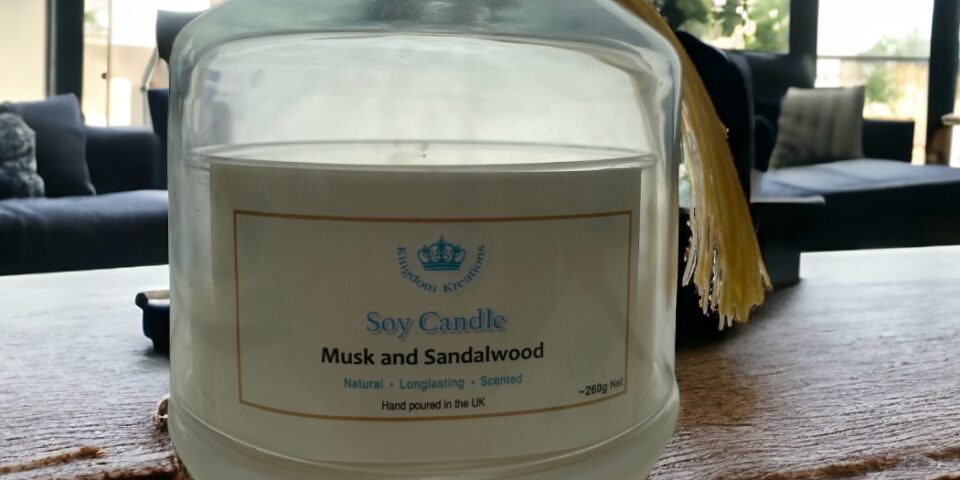 Kingdom Kreations
Soy Candle
Musk and Sandalwood
Natural • Longlasting • Scented
~260g Net
Hand poured in the UK